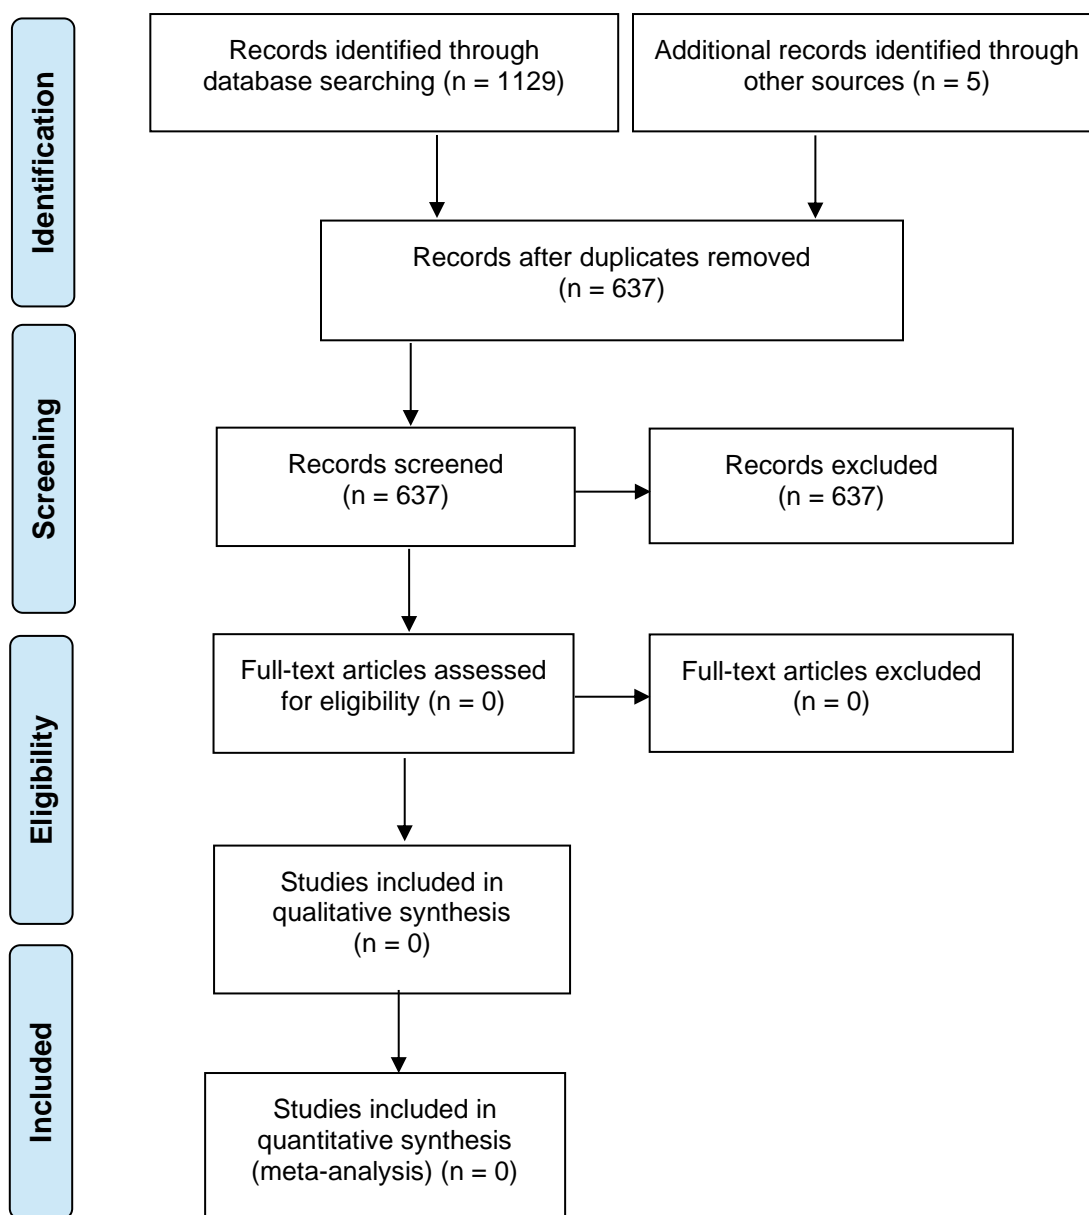 Identification
Records identified through
database searching (n = 1129)
Additional records identified through
other sources (n = 5)
Records after duplicates removed
(n = 637)
Screening
Records screened
(n = 637)
Records excluded
(n = 637)
Eligibility
Full-text articles assessed
for eligibility (n = 0)
Full-text articles excluded
(n = 0)
Studies included in
qualitative synthesis
(n = 0)
Included
Studies included in
quantitative synthesis
(meta-analysis) (n = 0)